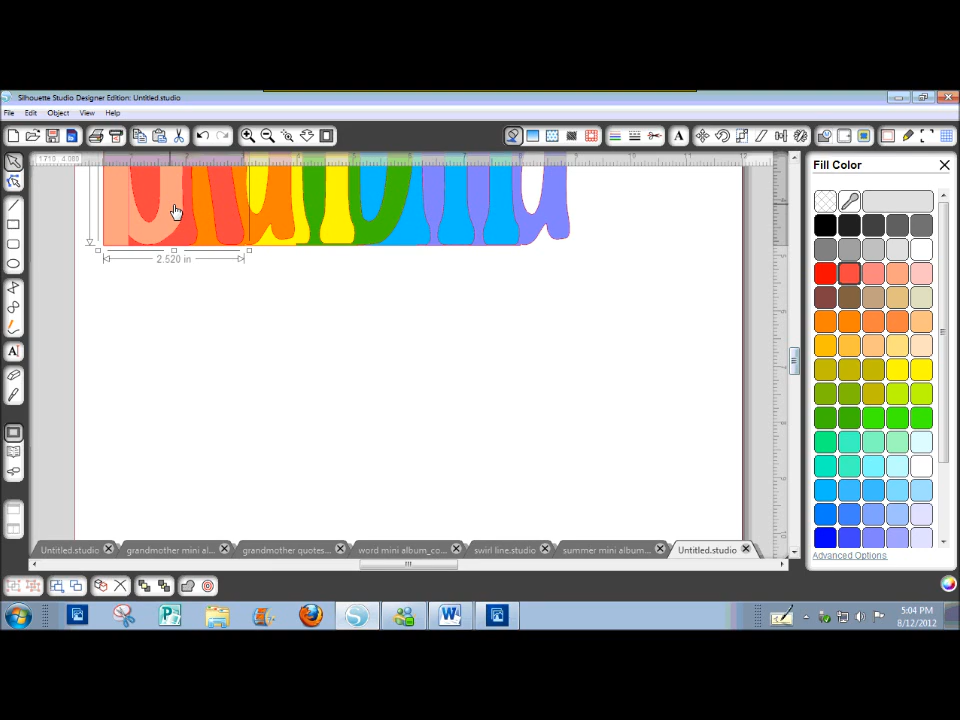 Silhouette Studio Designer Edition: Untitled.studio
File Edit Object View Help
Fill Color
2.520 in
Untitled.studio grandmother mini al... grandmother quotes... word mini album_co... swirl line.studio summer mini album... Untitled.studio
Advanced Options
5:04 PM
8/12/2012